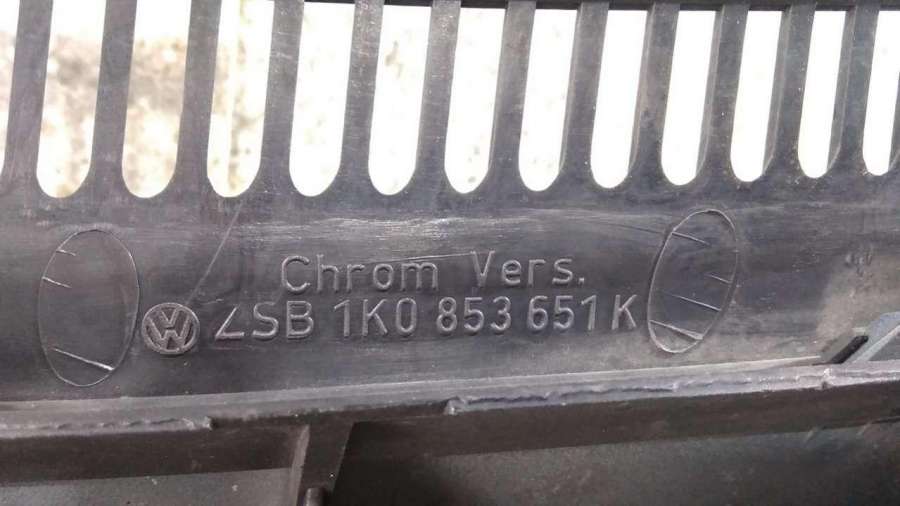 Chrom Vers.
ZSB 1K0 853 651 K